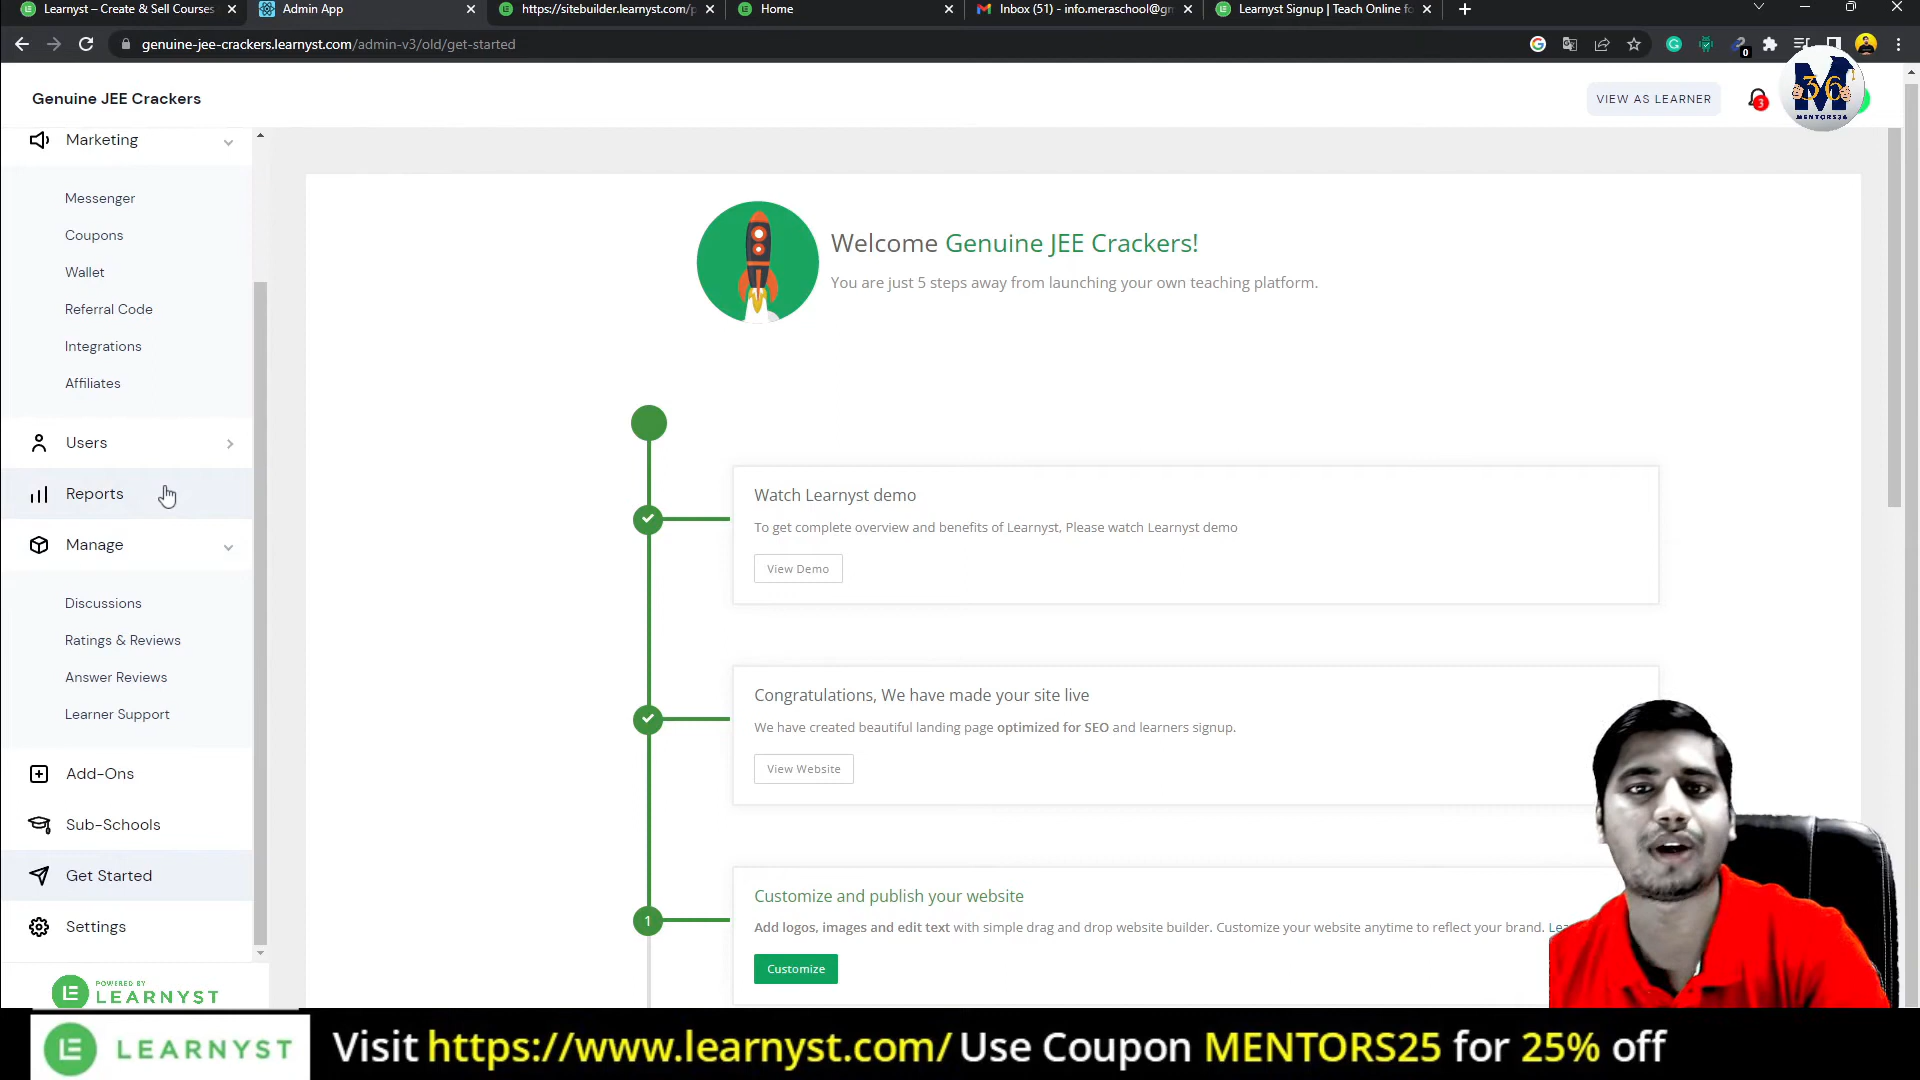 Learnyst – Create & Sell Courses
Admin App
https://sitebuilder.learnyst.com/p
Home
Inbox (51) - info.meraschool@gm
Learnyst Signup | Teach Online fo
genuine-jee-crackers.learnyst.com/admin-v3/old/get-started
0
Genuine JEE Crackers
VIEW AS LEARNER
3
M
36
MENTORS36
Marketing
Messenger
Coupons
Wallet
Referral Code
Integrations
Affiliates
Users
Reports
Manage
Discussions
Ratings & Reviews
Answer Reviews
Learner Support
Add-Ons
Sub-Schools
Get Started
Settings
POWERED BY
LEARNYST
Welcome Genuine JEE Crackers!
You are just 5 steps away from launching your own teaching platform.
Watch Learnyst demo
To get complete overview and benefits of Learnyst, Please watch Learnyst demo
View Demo
Congratulations, We have made your site live
We have created beautiful landing page optimized for SEO and learners signup.
View Website
1
Customize and publish your website
Add logos, images and edit text with simple drag and drop website builder. Customize your website anytime to reflect your brand.
Customize
LEARNYST
Visit https://www.learnyst.com/ Use Coupon MENTORS25 for 25% off